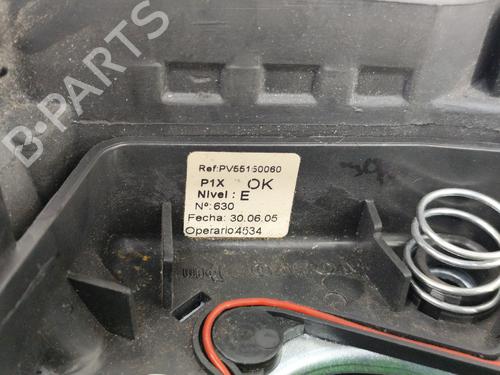 B-PARTS
Ref:PV55150060
P1X OK
Nivel : E
Nº: 630
Fecha: 30.06.05
Operario:4534